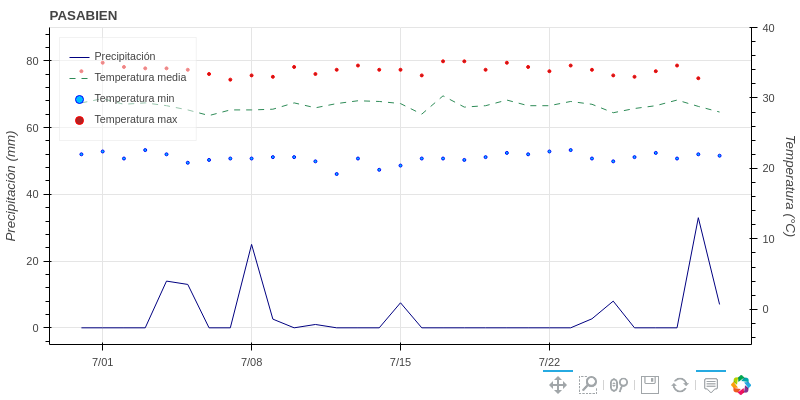 PASABIEN
Precipitación
Temperatura media
Temperatura min
Temperatura max
Precipitación (mm)
80
60
40
20
0
40
30
20
10
0
Temperatura (°C)
7/01
7/08
7/15
7/22